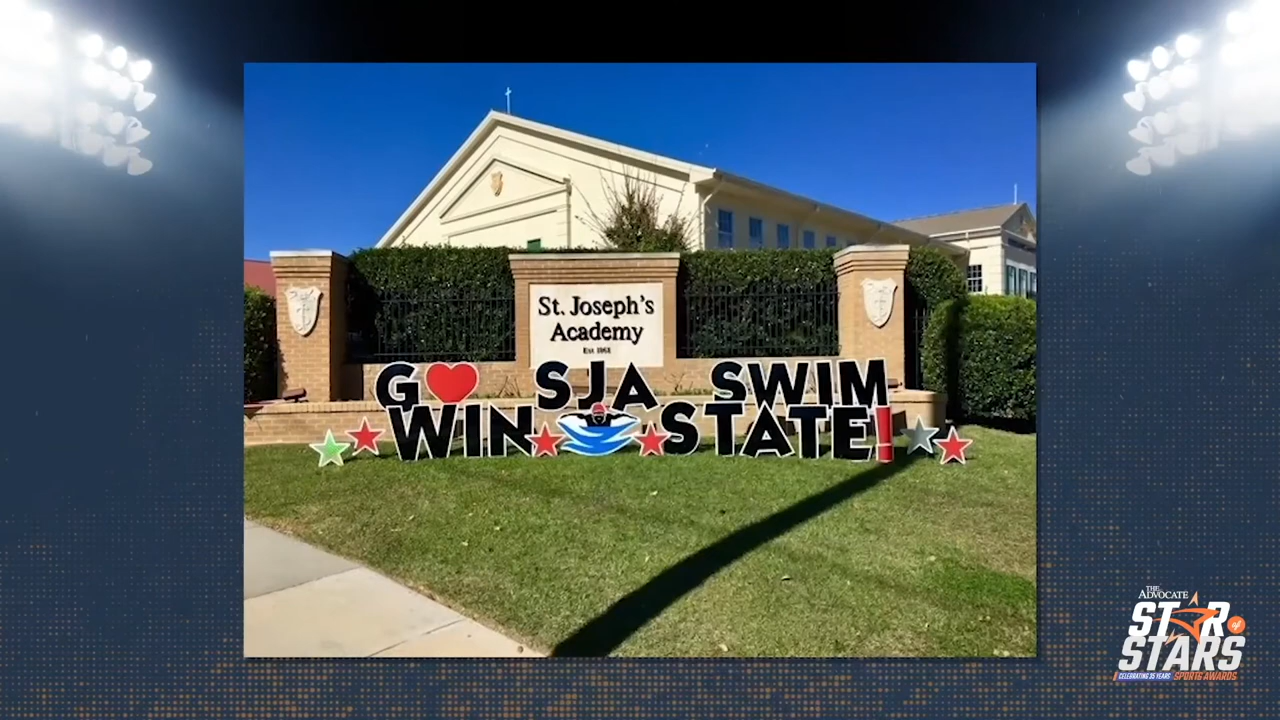 St. Joseph's
Academy
Est 1868
G SJA SWIM
WIN STATE!
THE
ADVOCATE
STAR of
STARS
CELEBRATING 35 YEARS SPORTS AWARDS